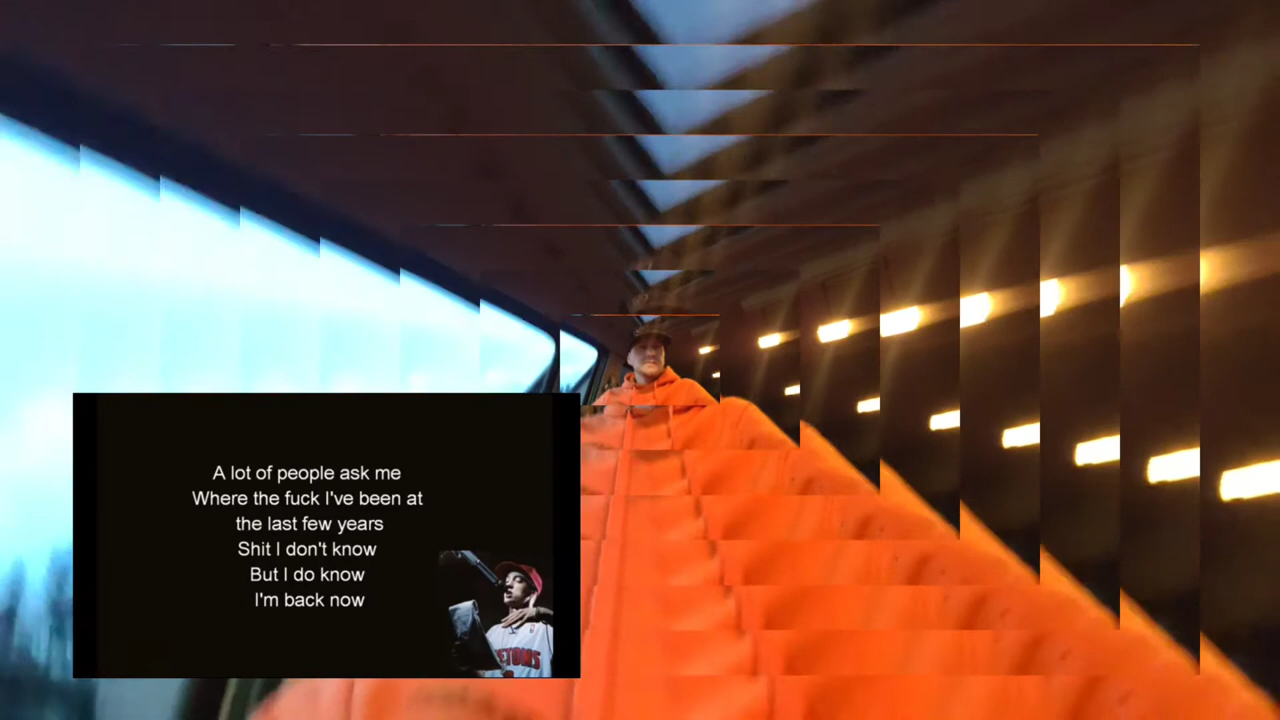 A lot of people ask me
Where the fuck I've been at
the last few years
Shit I don't know
But I do know
I'm back now
ETONS